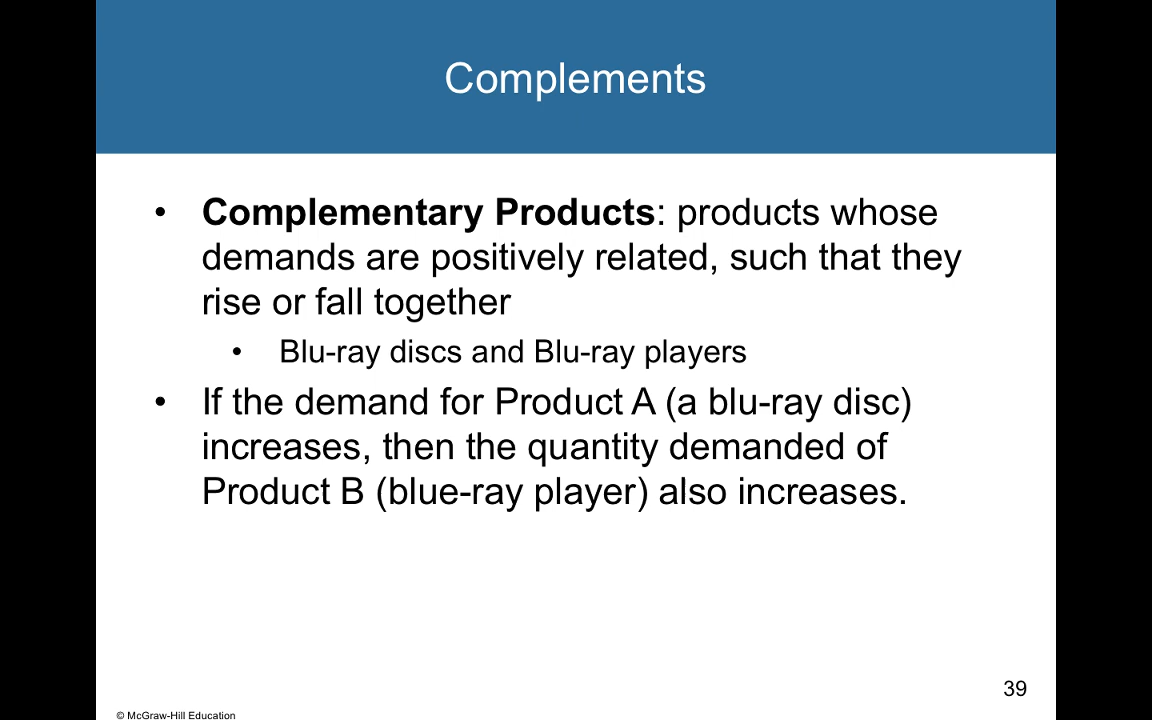 Complements
• Complementary Products: products whose
demands are positively related, such that they
rise or fall together
• Blu-ray discs and Blu-ray players
• If the demand for Product A (a blu-ray disc)
increases, then the quantity demanded of
Product B (blue-ray player) also increases.
39
© McGraw-Hill Education